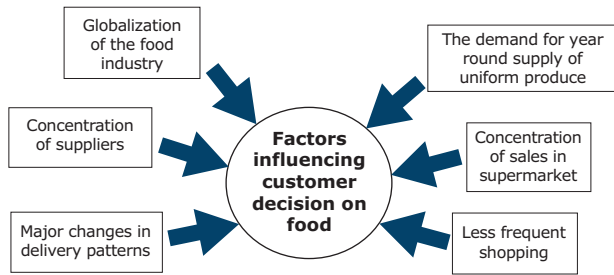 Globalization
of the food
industry
The demand for year
round supply of
uniform produce
Concentration
of suppliers
Factors
influencing
customer
decision on
food
Concentration
of sales in
supermarket
Major changes in
delivery patterns
Less frequent
shopping